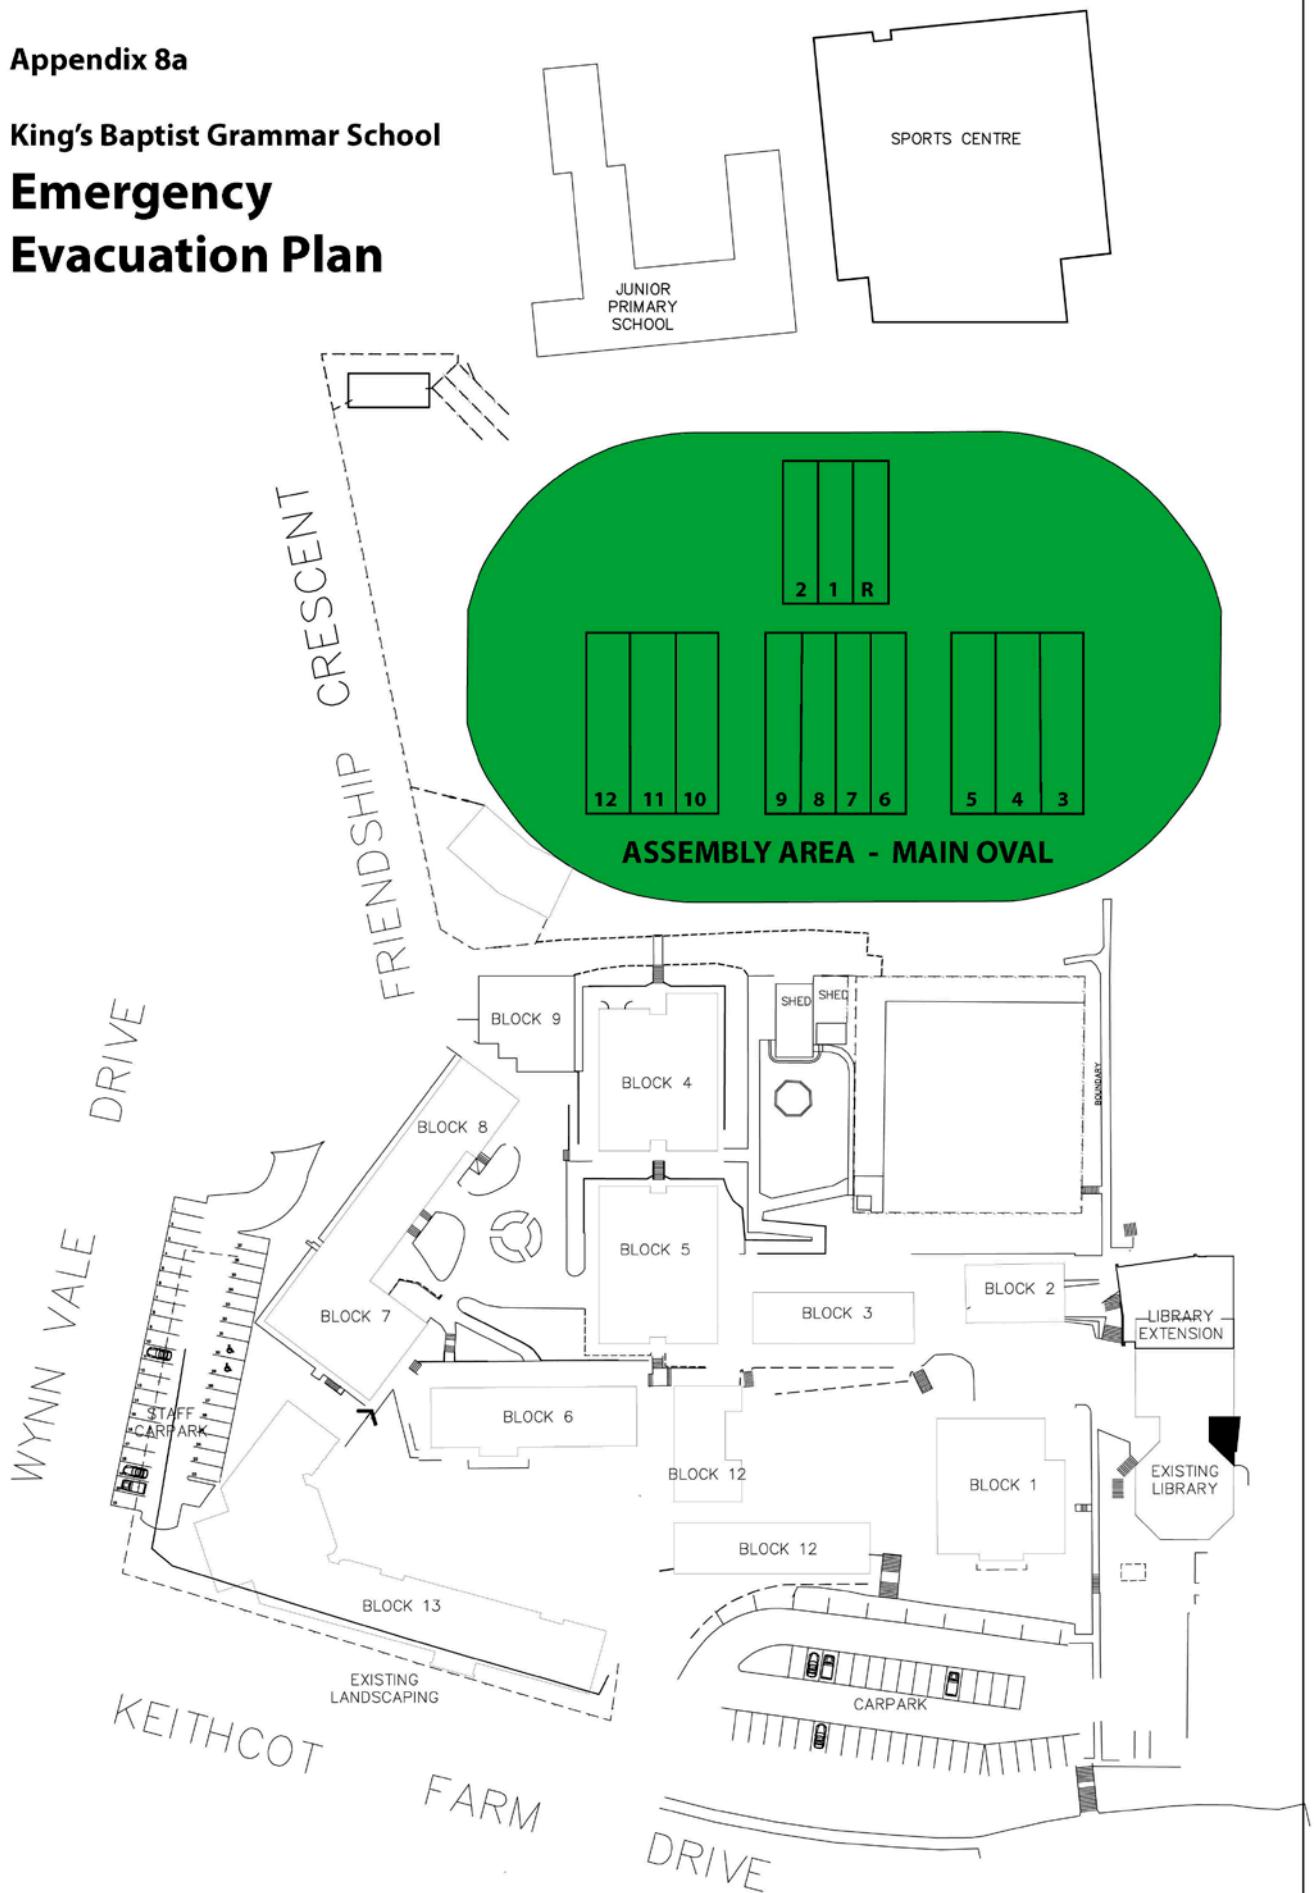 Appendix 8a
King's Baptist Grammar School
Emergency
Evacuation Plan
SPORTS CENTRE
JUNIOR
PRIMARY
SCHOOL
FRIENDSHIP CRESCENT
2 1 R
12 11 10 9 8 7 6 5 4 3
ASSEMBLY AREA - MAIN OVAL
WYNN VALE DRIVE
BLOCK 9
SHED
SHED
BLOCK 4
BOUNDARY
BLOCK 8
BLOCK 5
BLOCK 7
BLOCK 3
BLOCK 2
LIBRARY
EXTENSION
STAFF
CARPARK
BLOCK 6
BLOCK 12
BLOCK 1
EXISTING
LIBRARY
BLOCK 12
BLOCK 13
EXISTING
LANDSCAPING
CARPARK
KEITHCOT FARM DRIVE